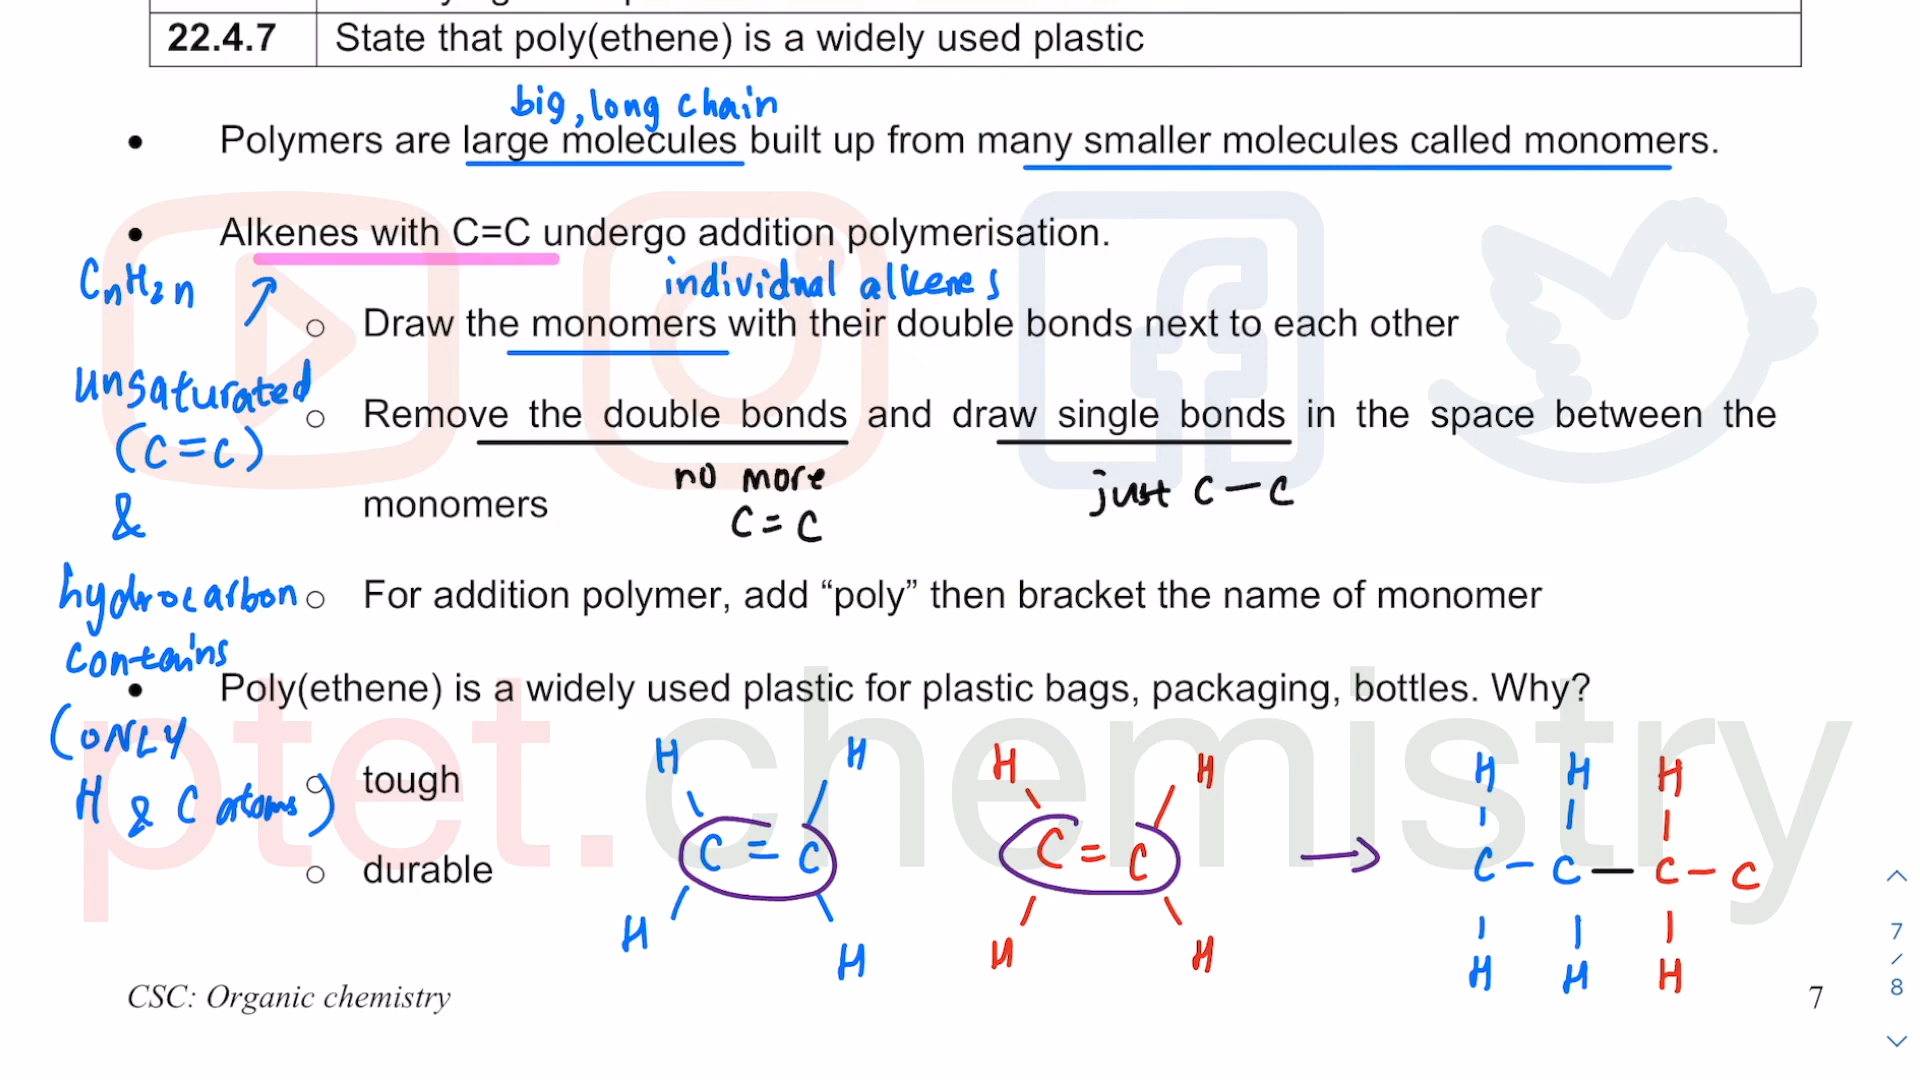 22.4.7 State that poly(ethene) is a widely used plastic
big, long chain
• Polymers are large molecules built up from many smaller molecules called monomers.
• Alkenes with C=C undergo addition polymerisation.
CnH2n
individual alkenes
○ Draw the monomers with their double bonds next to each other
unsaturated
(C=C)
&
○ Remove the double bonds and draw single bonds in the space between the
no more
C=C
just C–C
monomers
hydrocarbon
contains
(ONLY
H & C atoms)
○ For addition polymer, add “poly” then bracket the name of monomer
• Poly(ethene) is a widely used plastic for plastic bags, packaging, bottles. Why?
ptet.chemistry
○ tough
○ durable
H H H H H H H
C = C C = C → C – C — C – C
H H H H H H H
CSC: Organic chemistry
7
7
/
8